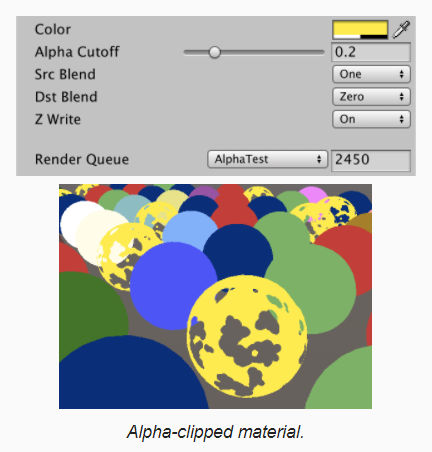 Color
Alpha Cutoff 0.2
Src Blend One
Dst Blend Zero
Z Write On
Render Queue AlphaTest 2450
Alpha-clipped material.